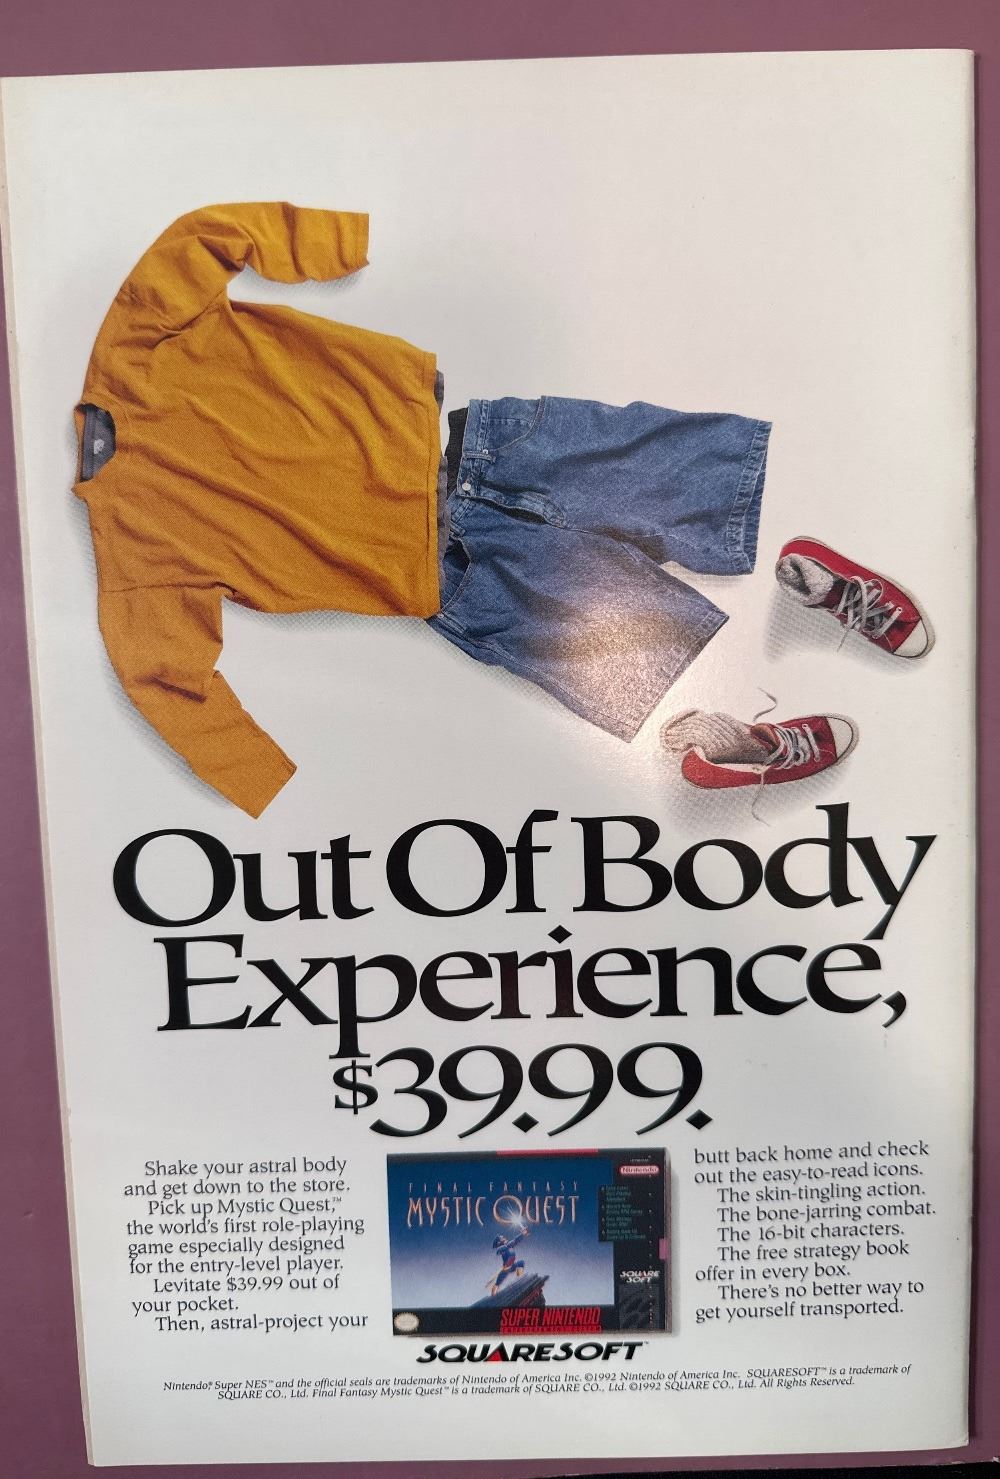 Out Of Body
Experience,
$39.99.
Shake your astral body
and get down to the store.
Pick up Mystic Quest,™
the world's first role-playing
game especially designed
for the entry-level player.
Levitate $39.99 out of
your pocket.
Then, astral-project your
butt back home and check
out the easy-to-read icons.
The skin-tingling action.
The bone-jarring combat.
The 16-bit characters.
The free strategy book
offer in every box.
There's no better way to
get yourself transported.
Nintendo
FINAL FANTASY
MYSTIC QUEST
SQUARE
SOFT
SUPER NINTENDO
ENTERTAINMENT SYSTEM
SQUARESOFT™
Nintendo,® Super NES™ and the official seals are trademarks of Nintendo of America Inc. ©1992 Nintendo of America Inc. SQUARESOFT™ is a trademark of
SQUARE CO., Ltd. Final Fantasy Mystic Quest™ is a trademark of SQUARE CO., Ltd. ©1992 SQUARE CO., Ltd. All Rights Reserved.